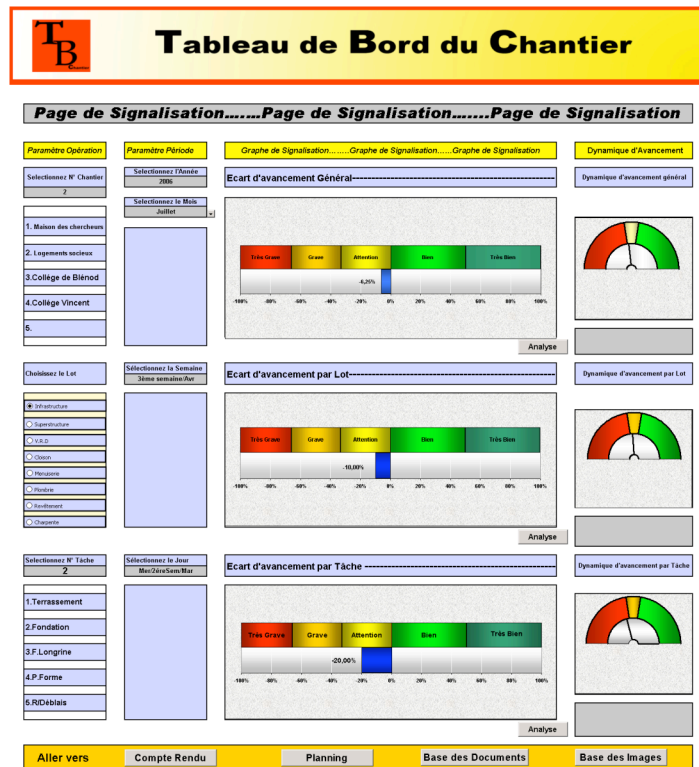 TB
Tableau de Bord du Chantier
Page de Signalisation.......Page de Signalisation.......Page de Signalisation
Paramètre Opération
Paramètre Période
Graphe de Signalisation........Graphe de Signalisation......Graphe de Signalisation
Dynamique d'Avancement
Selectionnez N° Chantier
2
Selectionnez l'Année
2006
Ecart d'avancement Général
Dynamique d'avancement général
Selectionnez le Mois
Juillet
1. Maison des chercheurs
2. Logements socieux
3.Collège de Blénod
4.Collège Vincent
5.
Très Grave Grave Attention Bien Très Bien
-6,25%
-100% -80% -60% -40% -20% 0% 20% 40% 60% 80% 100%
Analyse
Choisissez le Lot
Sélectionnez la Semaine
3ème semaine/Avr
Ecart d'avancement par Lot
Dynamique d'avancement par Lot
Infrastructure
Superstructure
V.R.D
Cloison
Menuiserie
Plombrie
Revêttement
Charpente
Très Grave Grave Attention Bien Très Bien
-10,00%
-100% -80% -60% -40% -20% 0% 20% 40% 60% 80% 100%
Analyse
Selectionnez N° Tâche
2
Sélectionnez le Jour
Mer/2éreSem/Mar
Ecart d'avancement par Tâche
Dynamique d'avancement par Tâche
1.Terrassement
2.Fondation
3.F.Longrine
4.P.Forme
5.R/Déblais
Très Grave Grave Attention Bien Très Bien
-20,00%
-100% -80% -60% -40% -20% 0% 20% 40% 60% 80% 100%
Analyse
Aller vers
Compte Rendu
Planning
Base des Documents
Base des Images